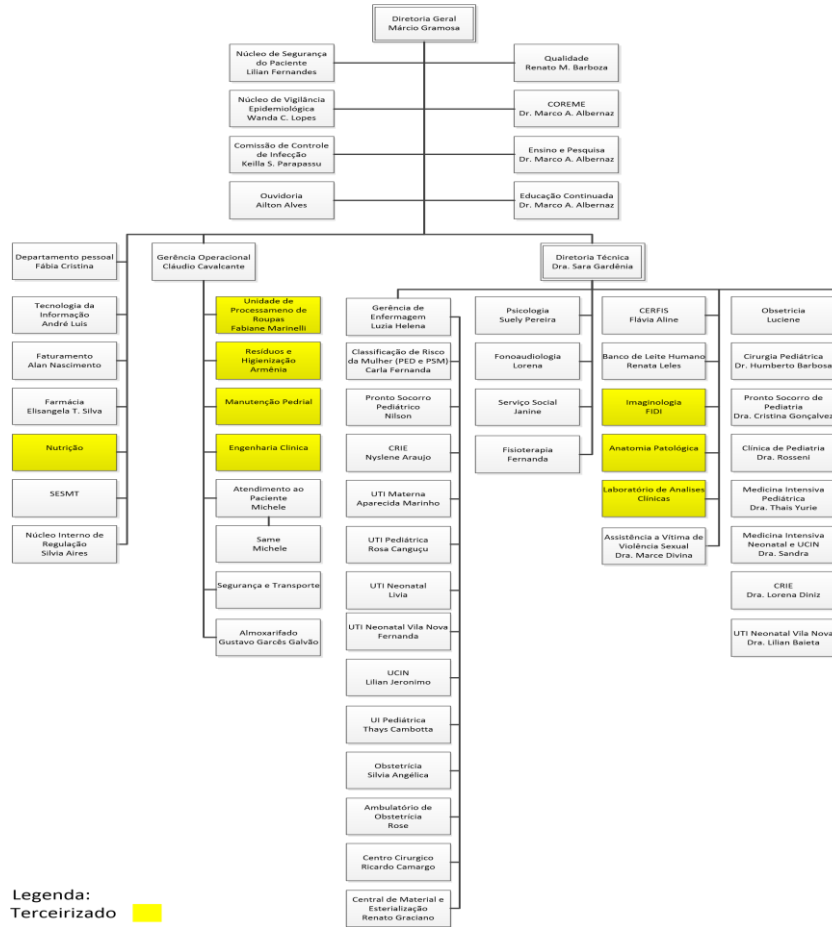 Diretoria Geral
Márcio Gramosa
Núcleo de Segurança
do Paciente
Lilian Fernandes
Qualidade
Renato M. Barboza
Núcleo de Vigilância
Epidemiológica
Wanda C. Lopes
COREME
Dr. Marco A. Albernaz
Comissão de Controle
de Infecção
Keilla S. Parapassu
Ensino e Pesquisa
Dr. Marco A. Albernaz
Ouvidoria
Ailton Alves
Educação Continuada
Dr. Marco A. Albernaz
Departamento pessoal
Fábia Cristina
Gerência Operacional
Cláudio Cavalcante
Diretoria Técnica
Dra. Sara Gardênia
Tecnologia da
Informação
André Luis
Faturamento
Alan Nascimento
Farmácia
Elisangela T. Silva
Nutrição
SESMT
Núcleo Interno de
Regulação
Silvia Aires
Unidade de
Processameno de
Roupas
Fabiane Marinelli
Resíduos e
Higienização
Armênia
Manutenção Pedrial
Engenharia Clinica
Atendimento ao
Paciente
Michele
Same
Michele
Segurança e Transporte
Almoxarifado
Gustavo Garcês Galvão
Gerência de
Enfermagem
Luzia Helena
Classificação de Risco
da Mulher (PED e PSM)
Carla Fernanda
Pronto Socorro
Pediátrico
Nilson
CRIE
Nyslene Araujo
UTI Materna
Aparecida Marinho
UTI Pediátrica
Rosa Canguçu
UTI Neonatal
Livia
UTI Neonatal Vila Nova
Fernanda
UCIN
Lilian Jeronimo
UI Pediátrica
Thays Cambotta
Obstetrícia
Silvia Angélica
Ambulatório de
Obstetrícia
Rose
Centro Cirurgico
Ricardo Camargo
Central de Material e
Esterialização
Renato Graciano
Psicologia
Suely Pereira
Fonoaudiologia
Lorena
Serviço Social
Janine
Fisioterapia
Fernanda
CERFIS
Flávia Aline
Banco de Leite Humano
Renata Leles
Imaginologia
FIDI
Anatomia Patológica
Laboratório de Analises
Clínicas
Assistência a Vítima de
Violência Sexual
Dra. Marce Divina
Obsetricia
Luciene
Cirurgia Pediátrica
Dr. Humberto Barbosa
Pronto Socorro de
Pediatria
Dra. Cristina Gonçalvez
Clínica de Pediatria
Dra. Rosseni
Medicina Intensiva
Pediátrica
Dra. Thais Yurie
Medicina Intensiva
Neonatal e UCIN
Dra. Sandra
CRIE
Dra. Lorena Diniz
UTI Neonatal Vila Nova
Dra. Lilian Baieta
Legenda:
Terceirizado